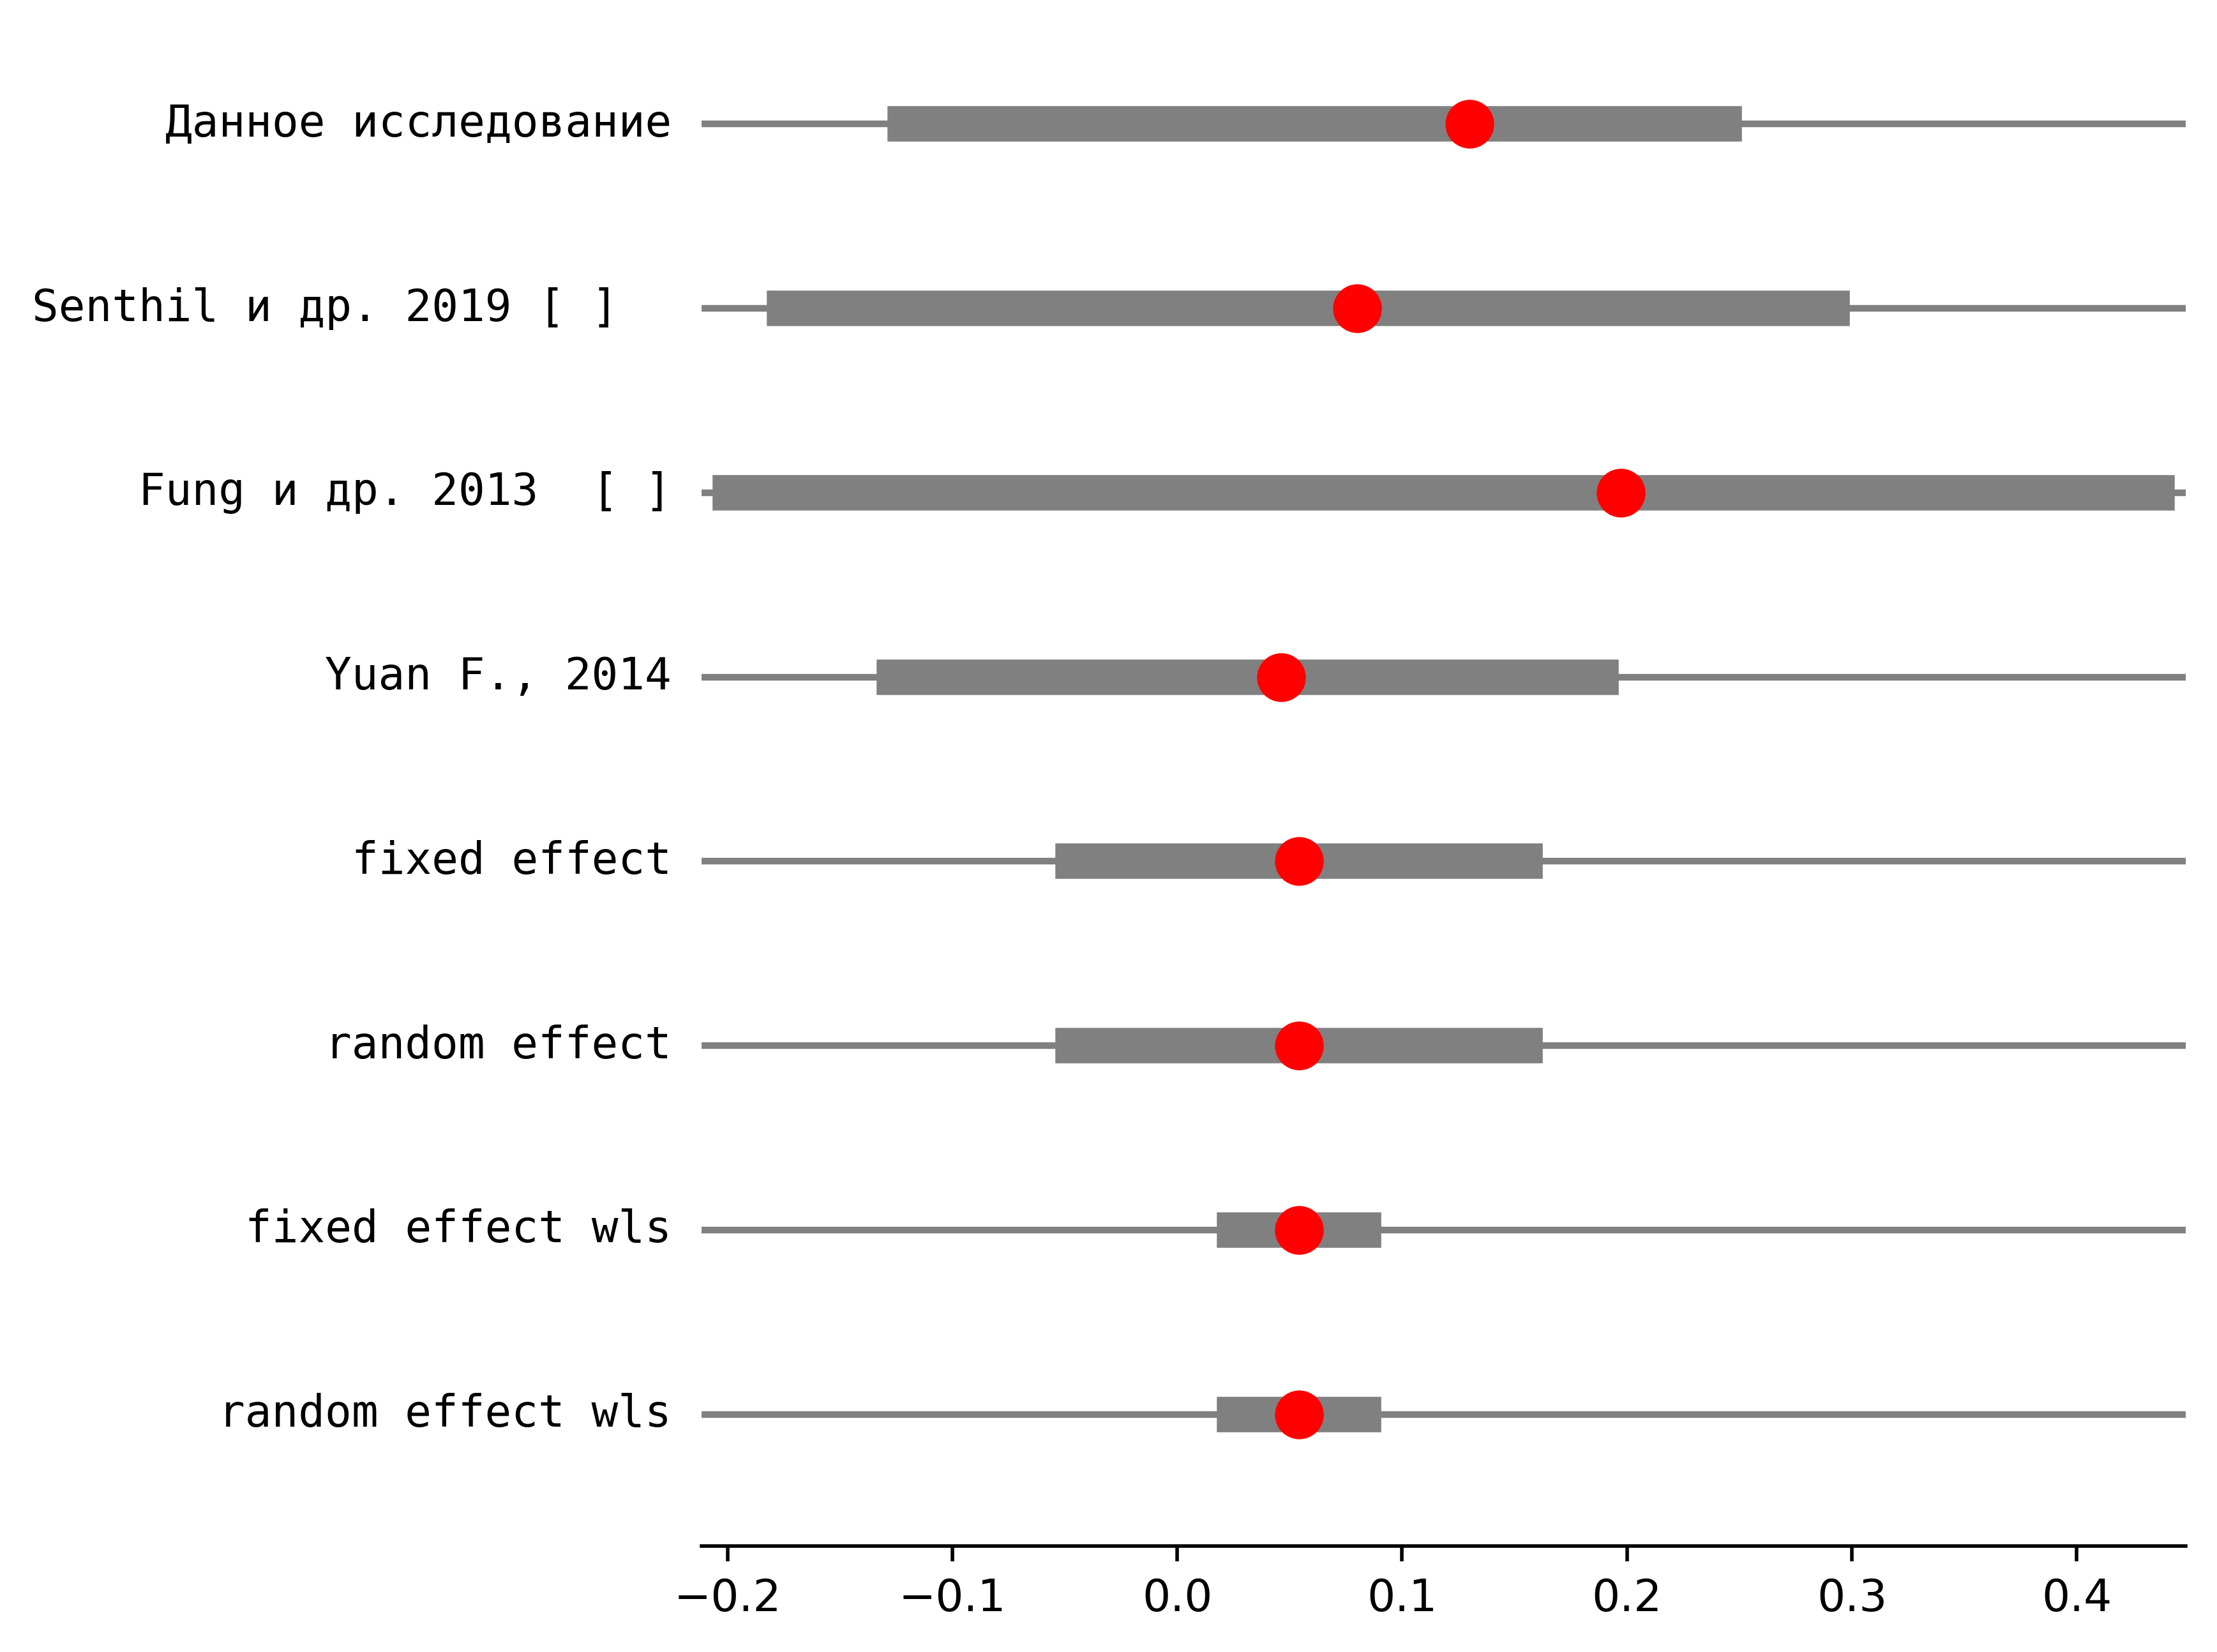 Данное исследование
Senthil и др. 2019 [ ]
Fung и др. 2013  [ ]
Yuan F., 2014
fixed effect
random effect
fixed effect wls
random effect wls
−0.2 −0.1 0.0 0.1 0.2 0.3 0.4